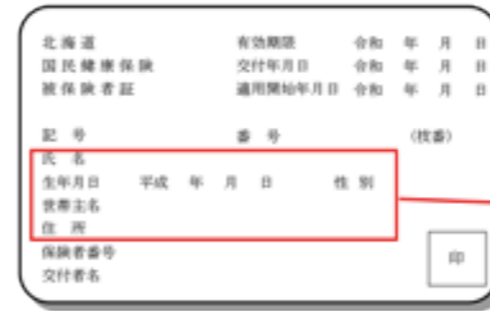 北海道 有効期限 令和 年 月 日
国民健康保険 交付年月日 令和 年 月 日
被保険者証 適用開始年月日 令和 年 月 日
記号 番号 (枝番)
氏名
生年月日 平成 年 月 日 性別
世帯主名
住所
保険者番号
交付者名
印